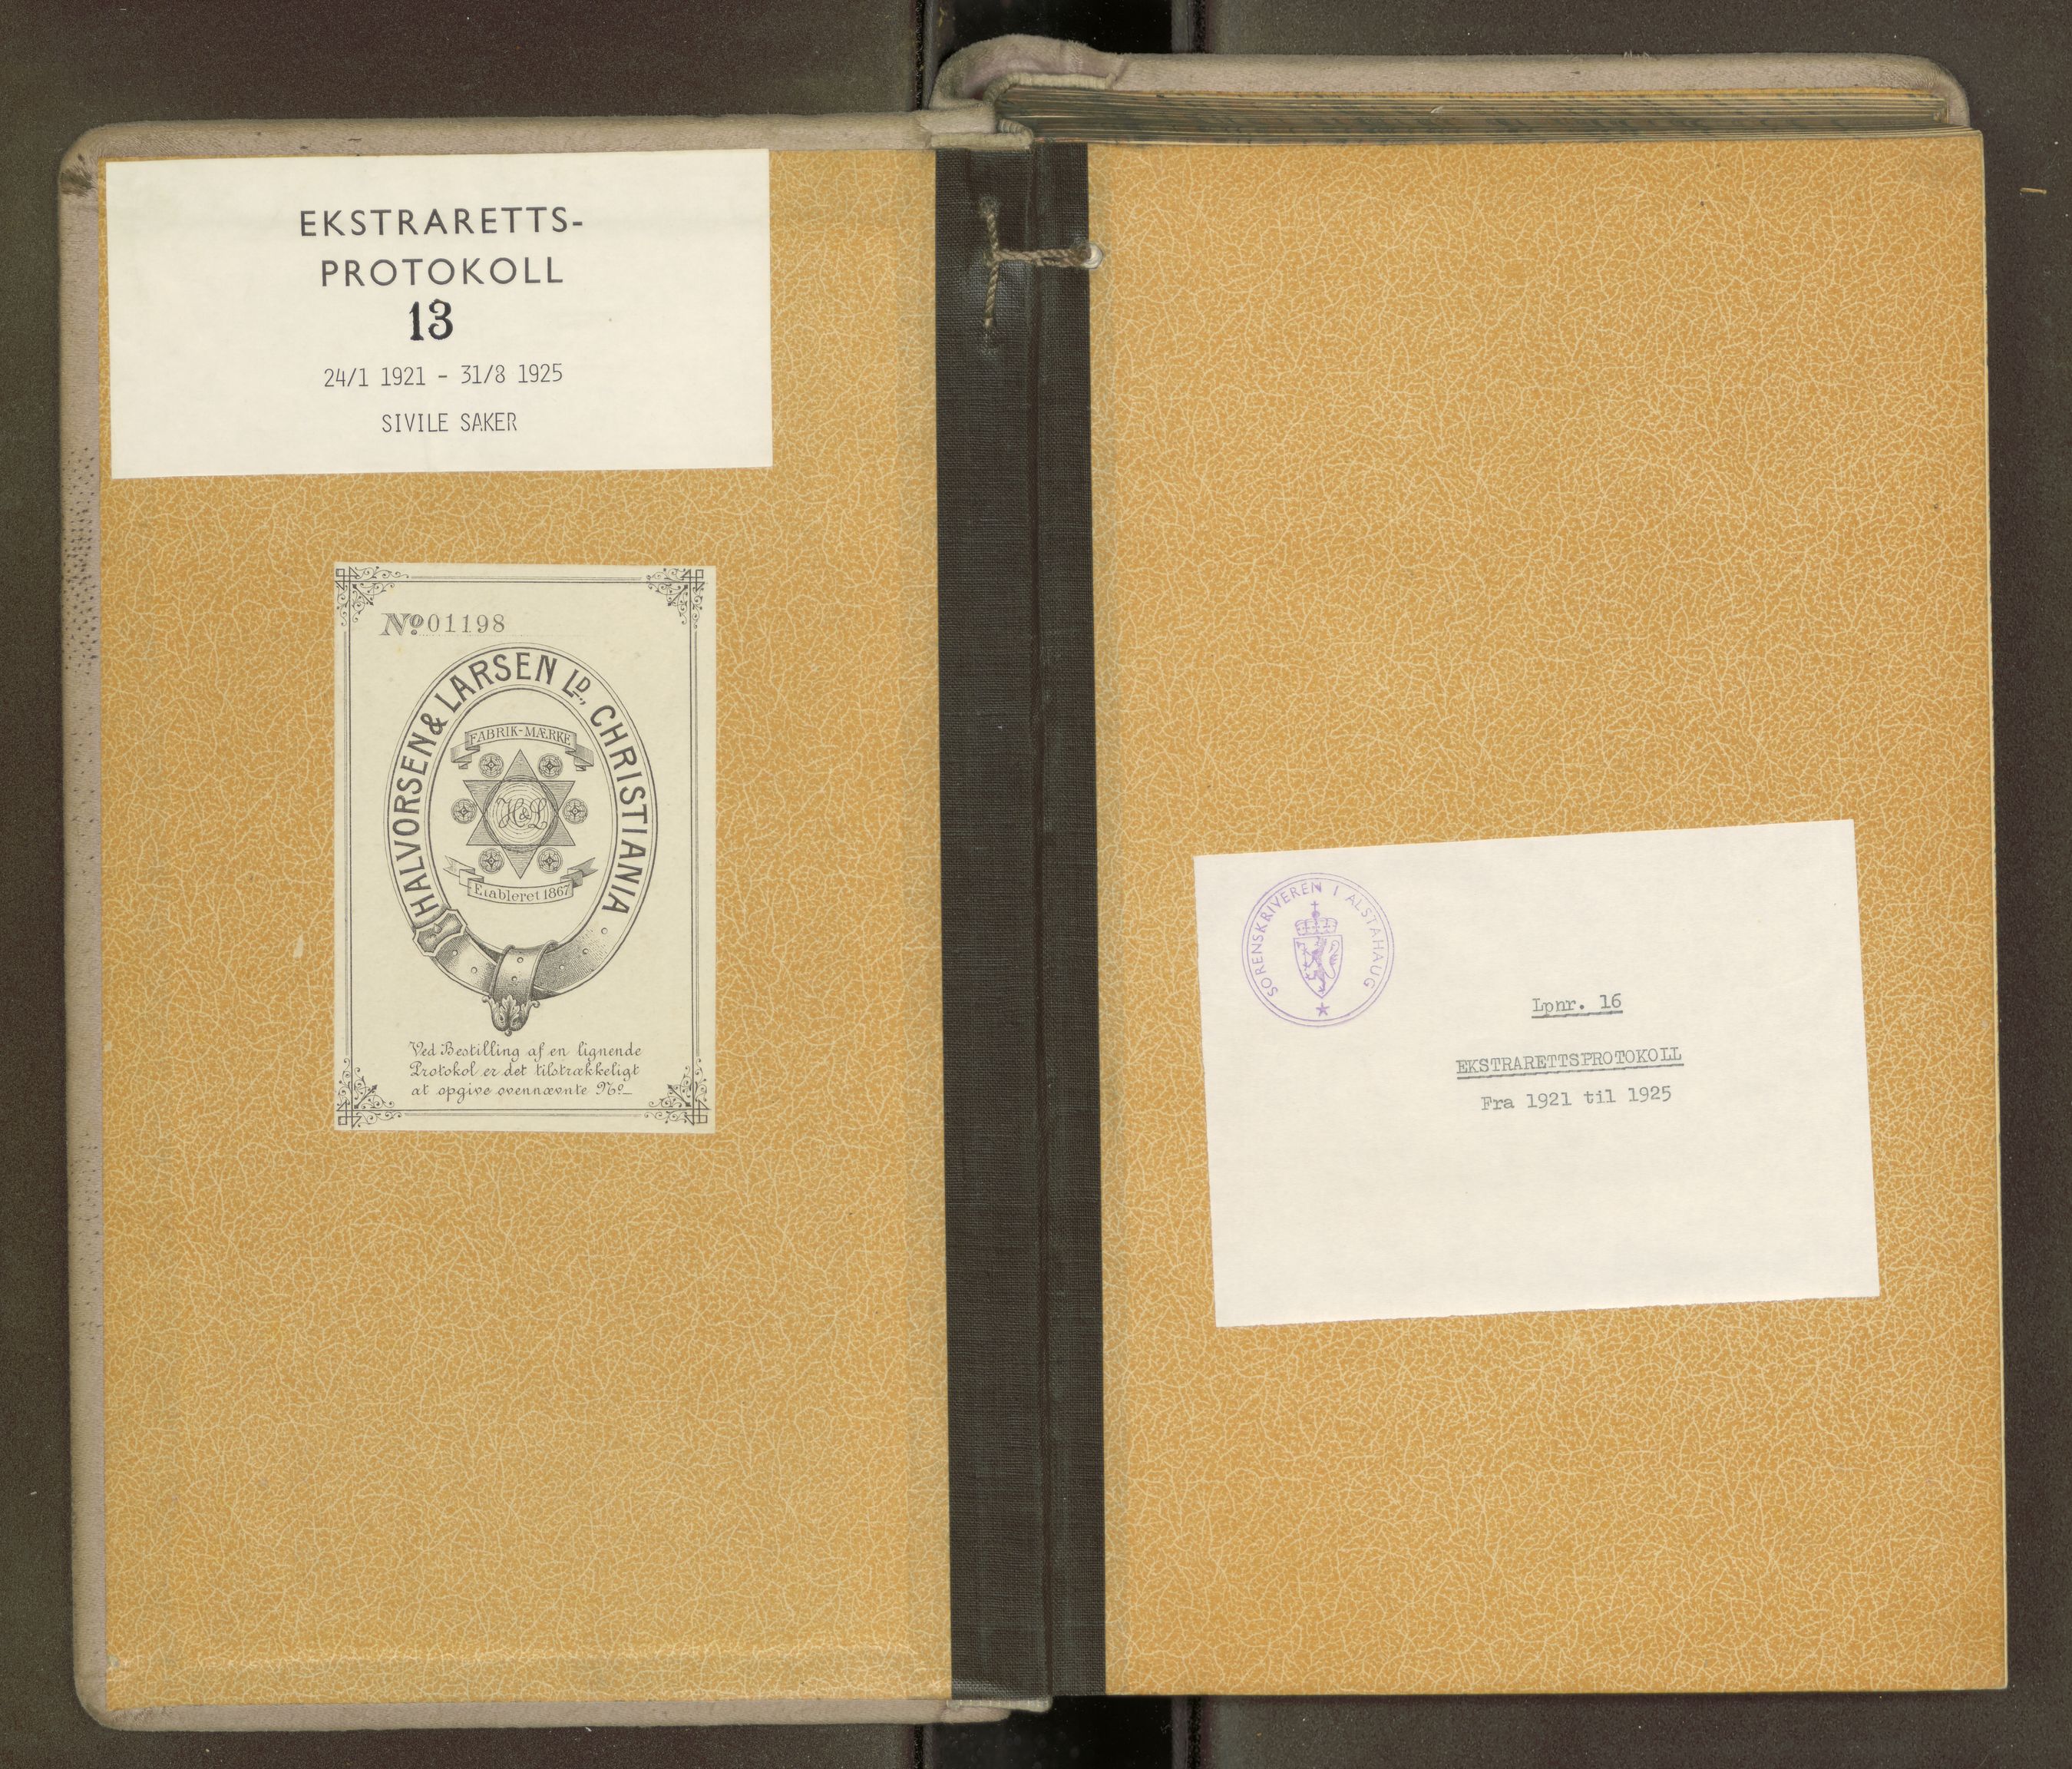 EKSTRARETTS-
PROTOKOLL
13
24/1 1921 - 31/8 1925
SIVILE SAKER
No. 01198
HALVORSEN & LARSEN LD., CHRISTIANIA
FABRIK-MÆRKE
H&L
Etableret 1867
Ved Bestilling af en lignende
Protokol er det tilstrækkeligt
at opgive ovennævnte No.
SORENSKRIVEREN I ALSTAHAUG
Lpnr. 16
EKSTRARETTSPROTOKOLL
Fra 1921 til 1925